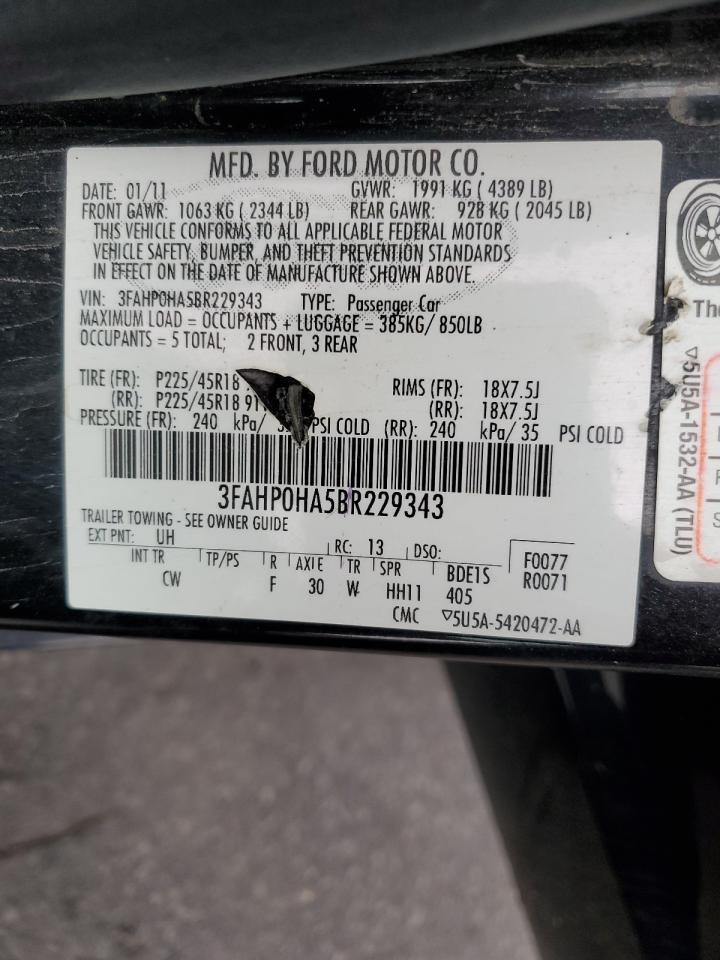 MFD. BY FORD MOTOR CO.
DATE: 01/11 GVWR: 1991 KG ( 4389 LB)
FRONT GAWR: 1063 KG ( 2344 LB) REAR GAWR: 928 KG ( 2045 LB)
THIS VEHICLE CONFORMS TO ALL APPLICABLE FEDERAL MOTOR
VEHICLE SAFETY, BUMPER, AND THEFT PREVENTION STANDARDS
IN EFFECT ON THE DATE OF MANUFACTURE SHOWN ABOVE.
VIN: 3FAHP0HA5BR229343 TYPE: Passenger Car
MAXIMUM LOAD = OCCUPANTS + LUGGAGE = 385KG/ 850LB
OCCUPANTS = 5 TOTAL; 2 FRONT, 3 REAR
TIRE (FR): P225/45R18 RIMS (FR): 18X7.5J
(RR): P225/45R18 (RR): 18X7.5J
PRESSURE (FR): 240 kPa/ PSI COLD (RR): 240 kPa/ 35 PSI COLD
3FAHP0HA5BR229343
TRAILER TOWING - SEE OWNER GUIDE
EXT PNT: UH RC: 13 DSO: F0077
INT TR TP/PS R AXLE TR SPR BDE1S R0071
CW F 30 W HH11 405
CMC ▽5U5A-5420472-AA
The
▽5U5A-1532-AA (TLU)